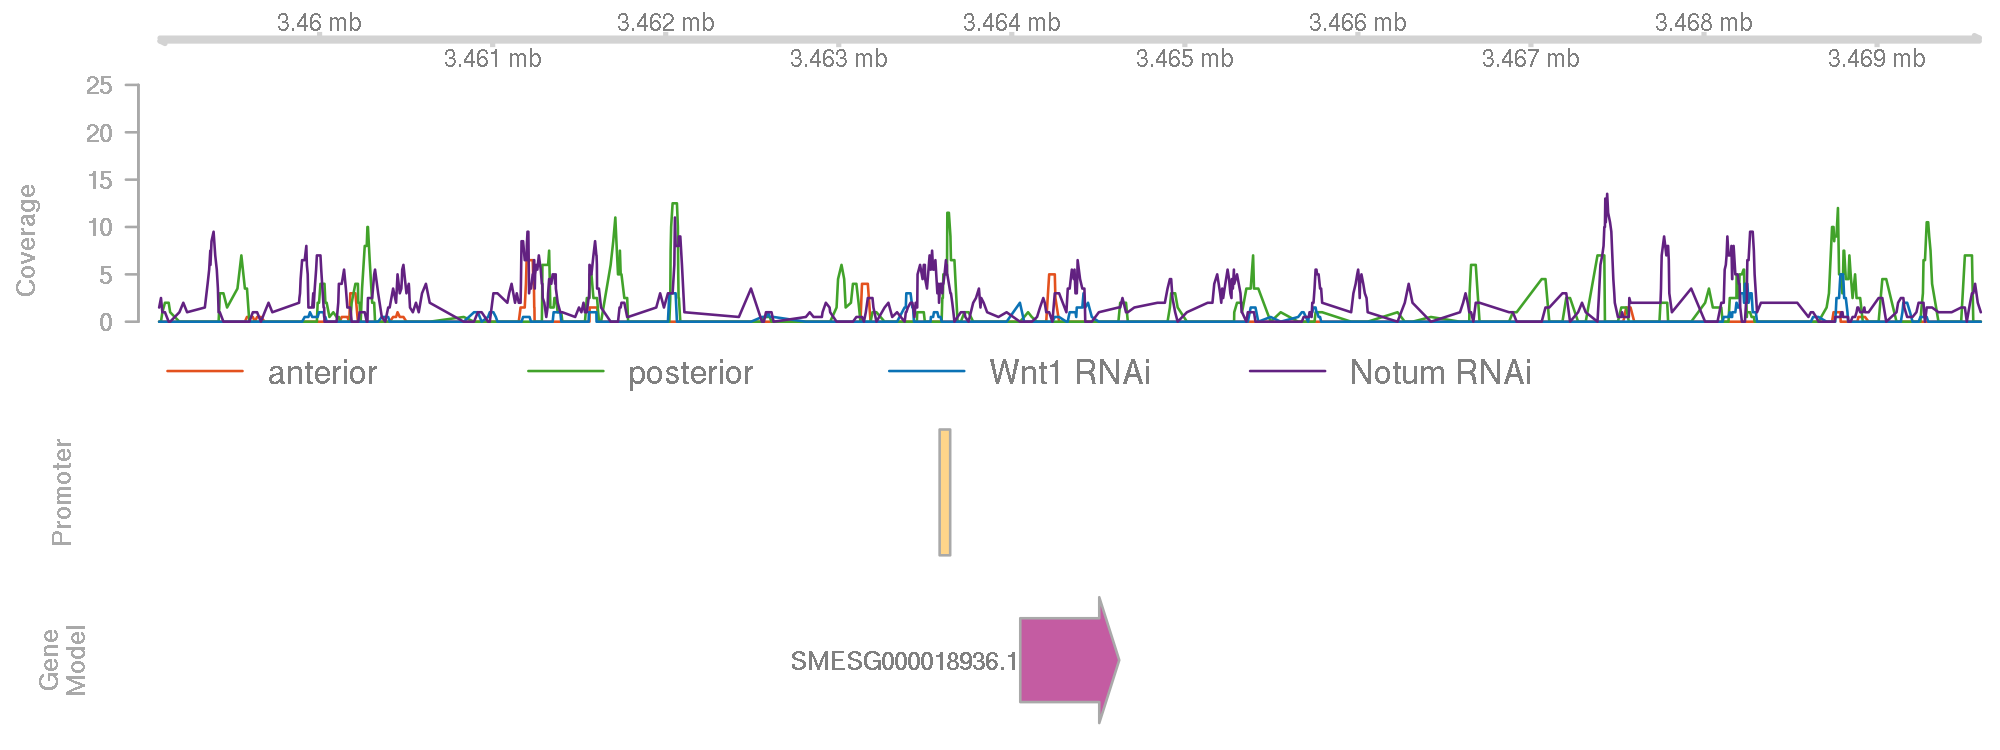 3.46 mb 3.462 mb 3.464 mb 3.466 mb 3.468 mb
3.461 mb 3.463 mb 3.465 mb 3.467 mb 3.469 mb
25
20
15
10
5
0
Coverage
anterior posterior Wnt1 RNAi Notum RNAi
Promoter
Gene
Model
SMESG000018936.1